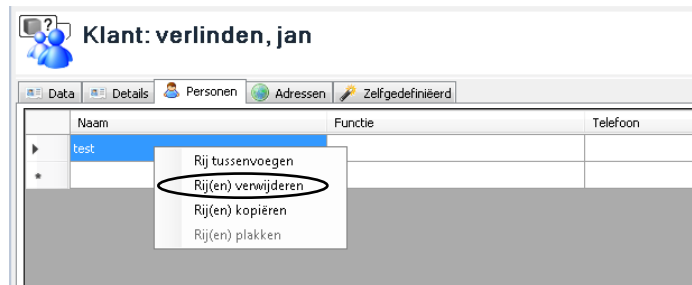 Klant: verlinden, jan
Data Details Personen Adressen Zelfgedefiniëerd
Naam Functie Telefoon
test
Rij tussenvoegen
Rij(en) verwijderen
Rij(en) kopiëren
Rij(en) plakken